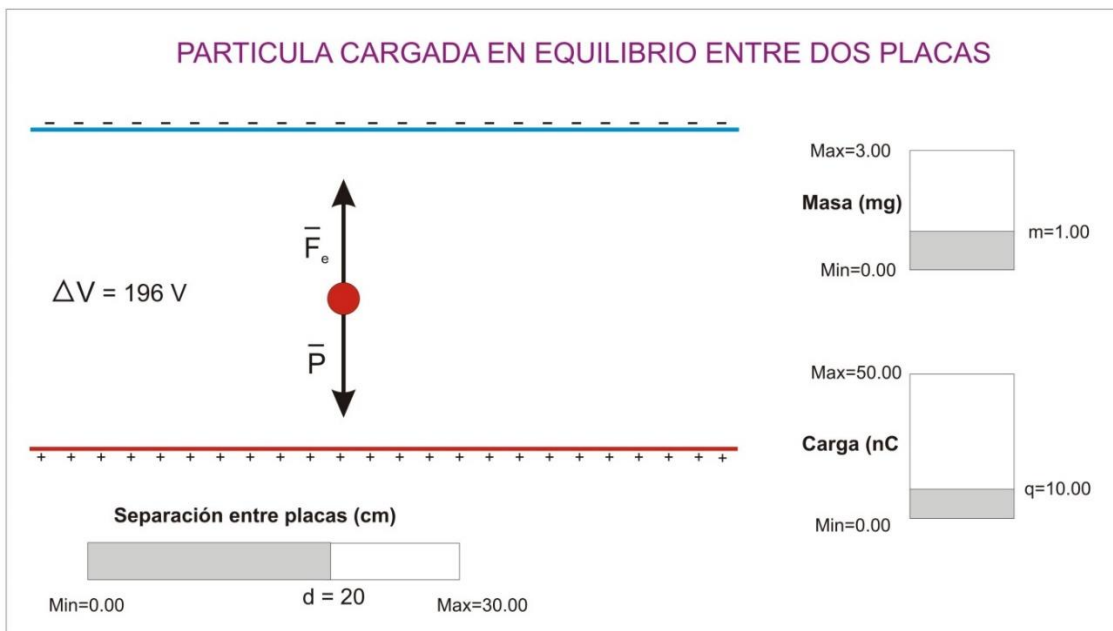 PARTICULA CARGADA EN EQUILIBRIO ENTRE DOS PLACAS
- - - - - - - - - - - - - - - - - - - - - - -
F̅e
ΔV = 196 V
P̅
+ + + + + + + + + + + + + + + + + + + + + + + +
Separación entre placas (cm)
Min=0.00
d = 20
Max=30.00
Max=3.00
Masa (mg)
m=1.00
Min=0.00
Max=50.00
Carga (nC
q=10.00
Min=0.00